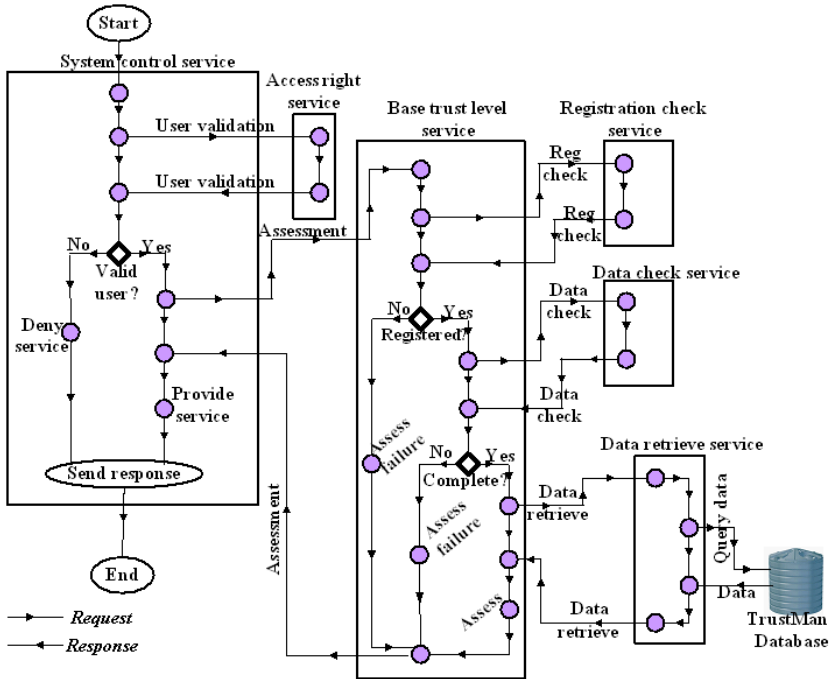 Start
System control service
Access right
service
User validation
User validation
No
Yes
Valid
user?
Deny
service
Provide
service
Send response
End
Assessment
Assessment
Base trust level
service
No
Yes
Registered?
Assess
failure
No
Yes
Complete?
Assess
failure
Assess
Registration check
service
Reg
check
Reg
check
Data check service
Data
check
Data
check
Data retrieve service
Data
retrieve
Data
retrieve
Query data
Data
TrustMan
Database
Request
Response